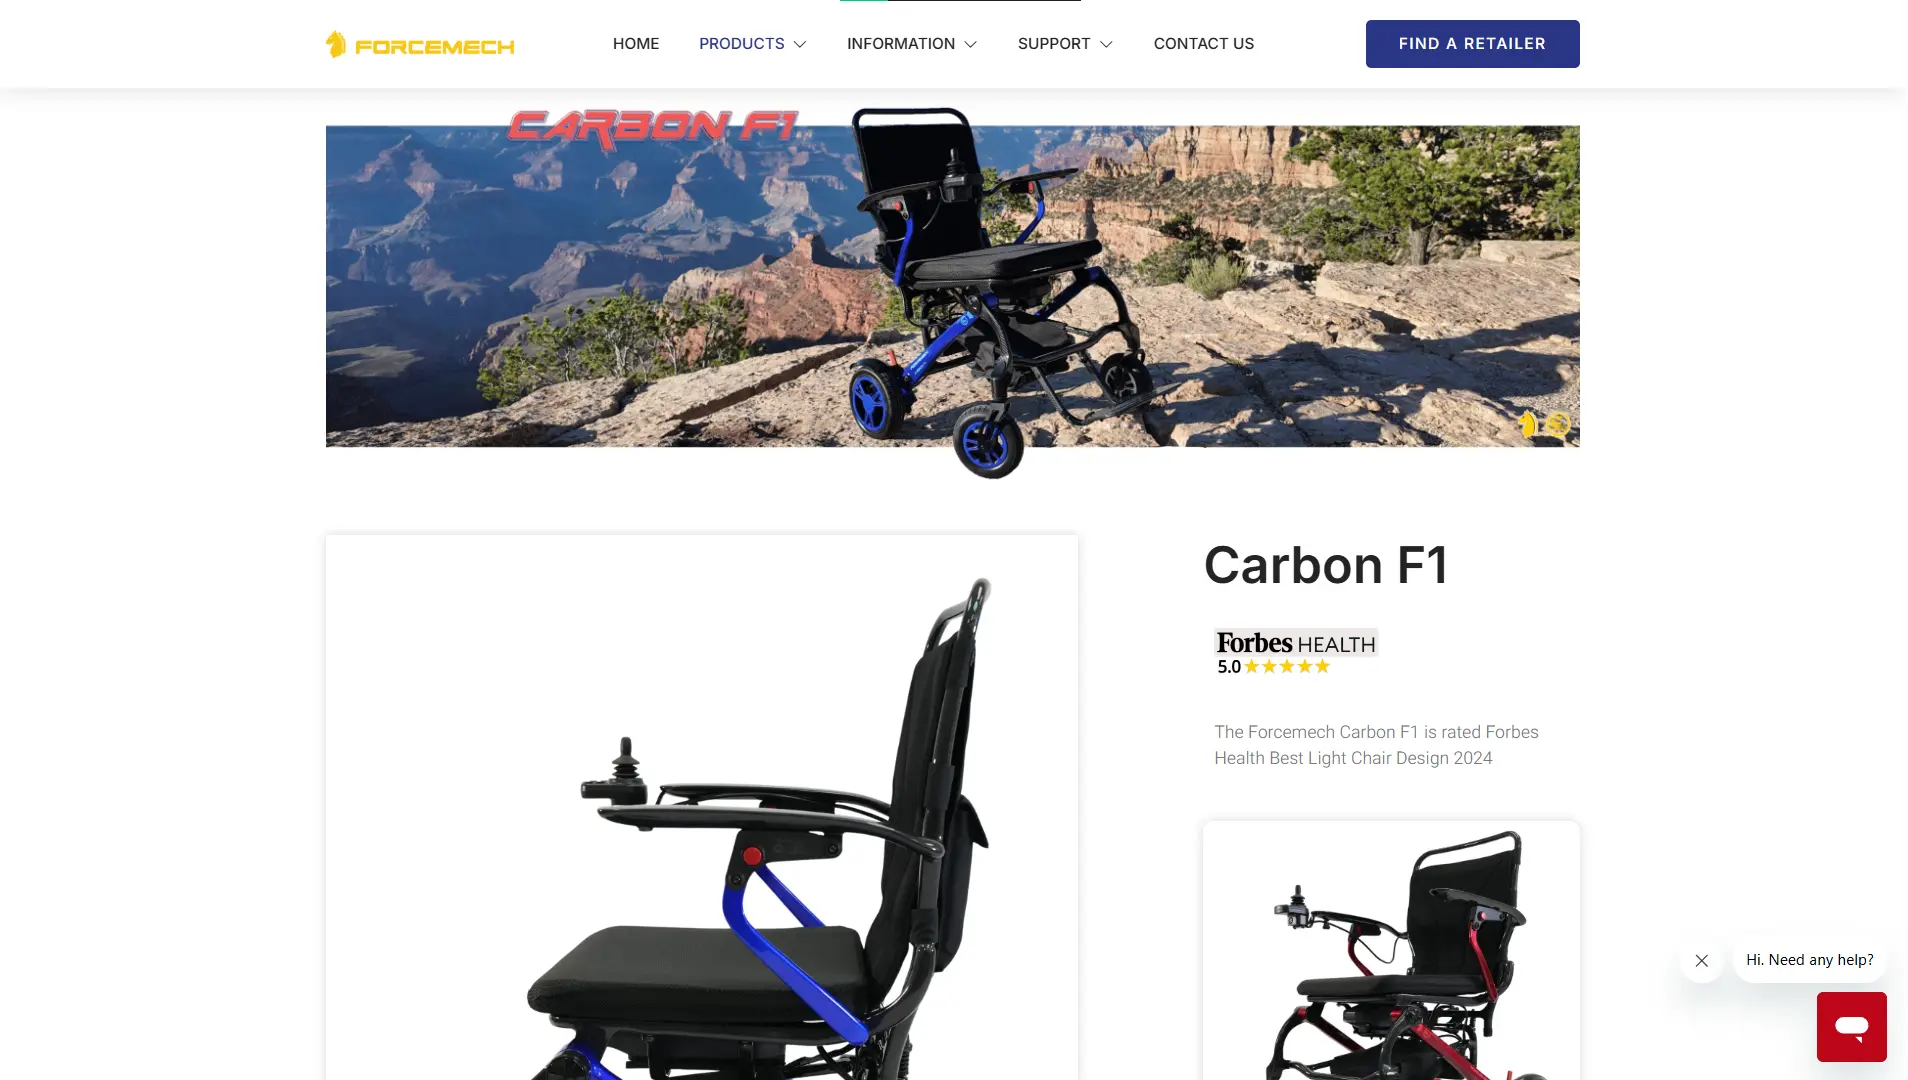 FORCEMECH
HOME
PRODUCTS
INFORMATION
SUPPORT
CONTACT US
FIND A RETAILER
CARBON F1
Carbon F1
Forbes HEALTH
5.0
The Forcemech Carbon F1 is rated Forbes
Health Best Light Chair Design 2024
Hi. Need any help?